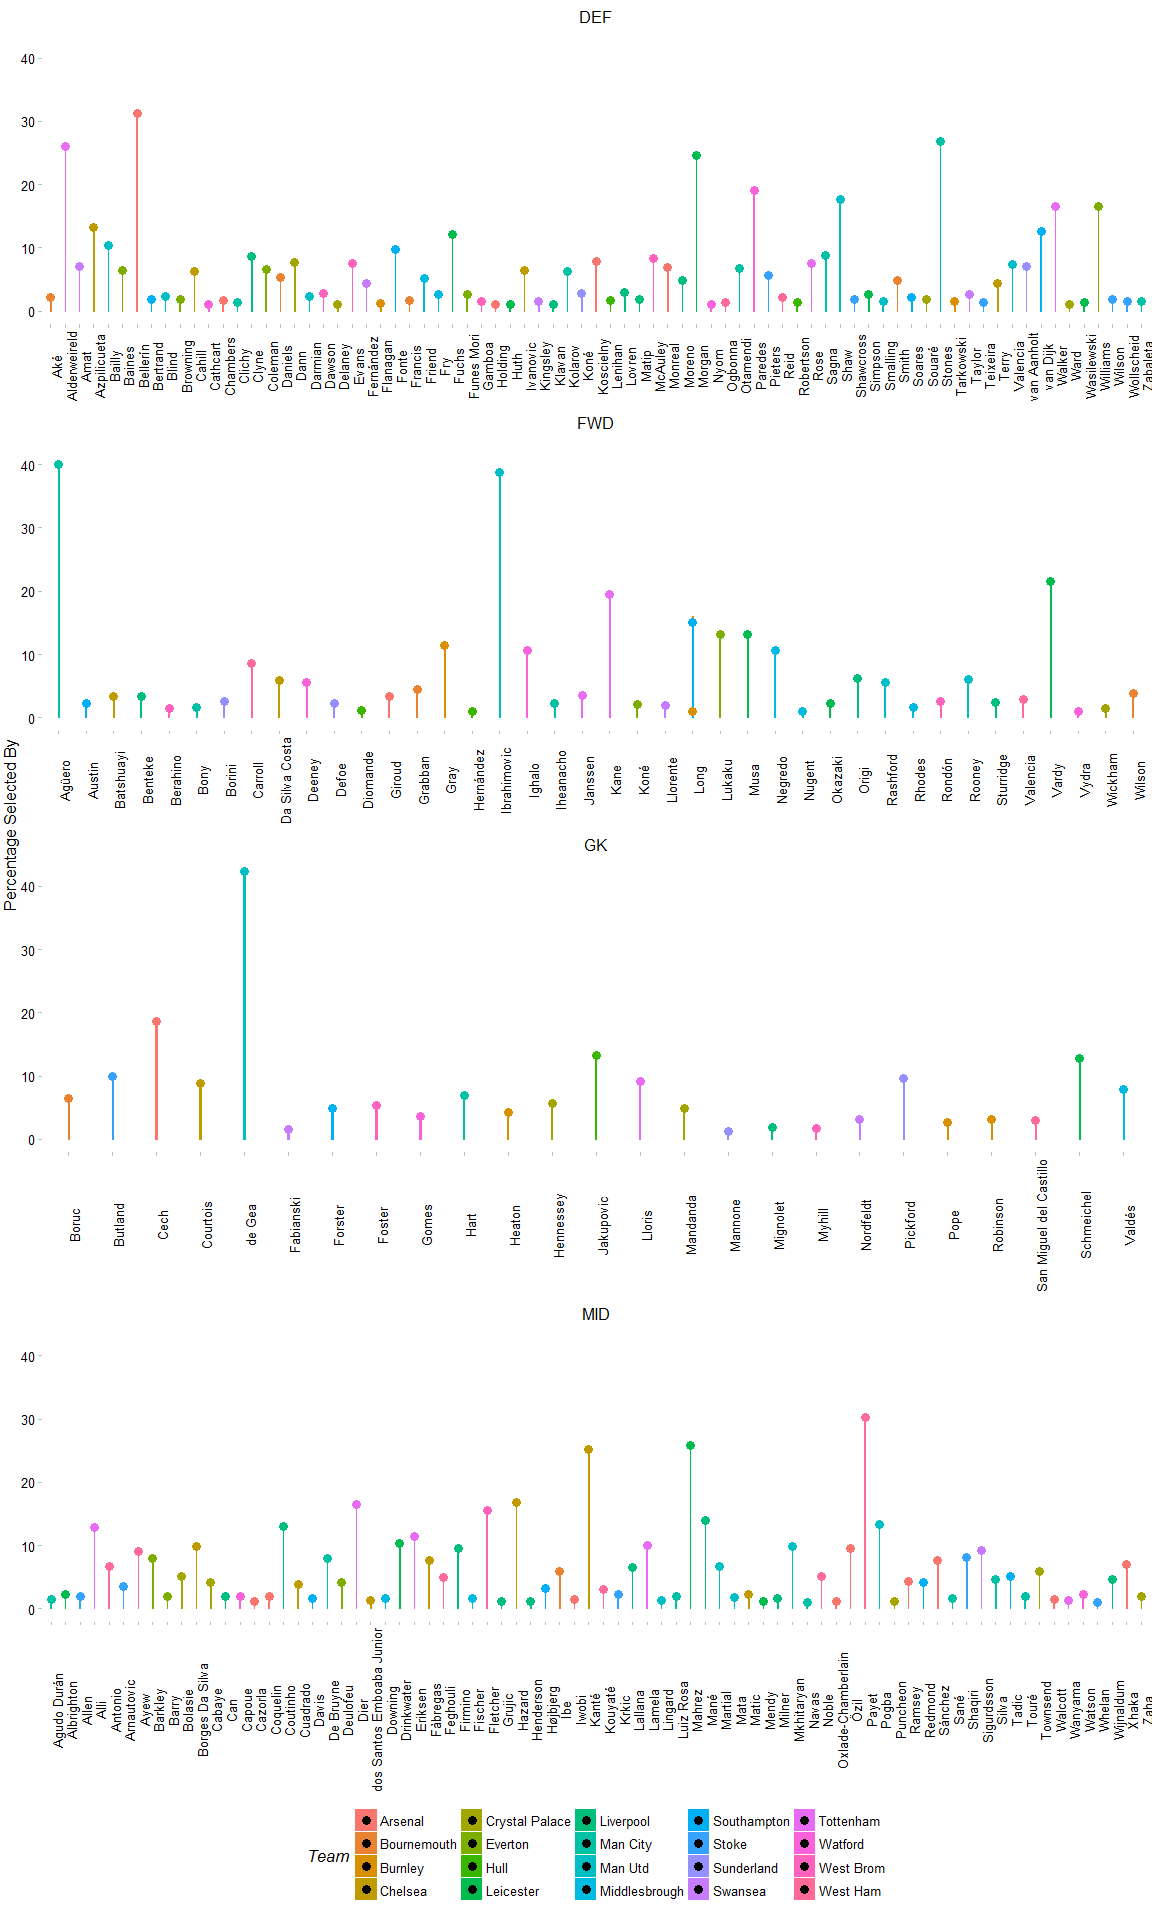 DEF
40
30
20
10
0
Aké
Alderweireld
Amat
Azpilicueta
Bailly
Baines
Bellerín
Bertrand
Blind
Browning
Cahill
Cathcart
Chambers
Clichy
Clyne
Coleman
Daniels
Dann
Darmian
Dawson
Delaney
Evans
Fernández
Flanagan
Fonte
Francis
Friend
Fry
Fuchs
Funes Mori
Gamboa
Holding
Huth
Ivanovic
Kingsley
Klavan
Kolarov
Koné
Koscielny
Lenihan
Lovren
Matip
McAuley
Monreal
Moreno
Morgan
Nyom
Ogbonna
Otamendi
Paredes
Pieters
Reid
Robertson
Rose
Sagna
Shaw
Shawcross
Simpson
Smalling
Smith
Soares
Souaré
Stones
Tarkowski
Taylor
Teixeira
Terry
Valencia
van Aanholt
van Dijk
Walker
Ward
Wasilewski
Williams
Wilson
Wollscheid
Zabaleta
FWD
40
30
20
10
0
Agüero
Austin
Batshuayi
Benteke
Berahino
Bony
Borini
Carroll
Da Silva Costa
Deeney
Defoe
Diomande
Giroud
Grabban
Gray
Hernández
Ibrahimovic
Ighalo
Iheanacho
Janssen
Kane
Koné
Llorente
Long
Lukaku
Musa
Negredo
Nugent
Okazaki
Origi
Rashford
Rhodes
Rondón
Rooney
Sturridge
Valencia
Vardy
Vydra
Wickham
Wilson
Percentage Selected By
GK
40
30
20
10
0
Boruc
Butland
Cech
Courtois
de Gea
Fabianski
Forster
Foster
Gomes
Hart
Heaton
Hennessey
Jakupovic
Lloris
Mandanda
Mannone
Mignolet
Myhill
Nordfeldt
Pickford
Pope
Robinson
San Miguel del Castillo
Schmeichel
Valdés
MID
40
30
20
10
0
Agudo Durán
Albrighton
Allen
Alli
Antonio
Arnautovic
Ayew
Barkley
Barry
Bolasie
Borges Da Silva
Cabaye
Can
Capoue
Cazorla
Coquelin
Coutinho
Cuadrado
Davis
De Bruyne
Deulofeu
Dier
dos Santos Emboaba Junior
Downing
Drinkwater
Eriksen
Fábregas
Feghouli
Firmino
Fischer
Fletcher
Grujic
Hazard
Henderson
Højbjerg
Ibe
Iwobi
Kanté
Kouyaté
Krkic
Lallana
Lamela
Lingard
Luiz Rosa
Mahrez
Mané
Martial
Mata
Matic
Mendy
Milner
Mkhitaryan
Navas
Noble
Oxlade-Chamberlain
Özil
Payet
Pogba
Puncheon
Ramsey
Redmond
Sánchez
Sané
Shaqiri
Sigurdsson
Silva
Tadic
Touré
Townsend
Walcott
Wanyama
Watson
Whelan
Wijnaldum
Xhaka
Zaha
Team
Arsenal
Bournemouth
Burnley
Chelsea
Crystal Palace
Everton
Hull
Leicester
Liverpool
Man City
Man Utd
Middlesbrough
Southampton
Stoke
Sunderland
Swansea
Tottenham
Watford
West Brom
West Ham